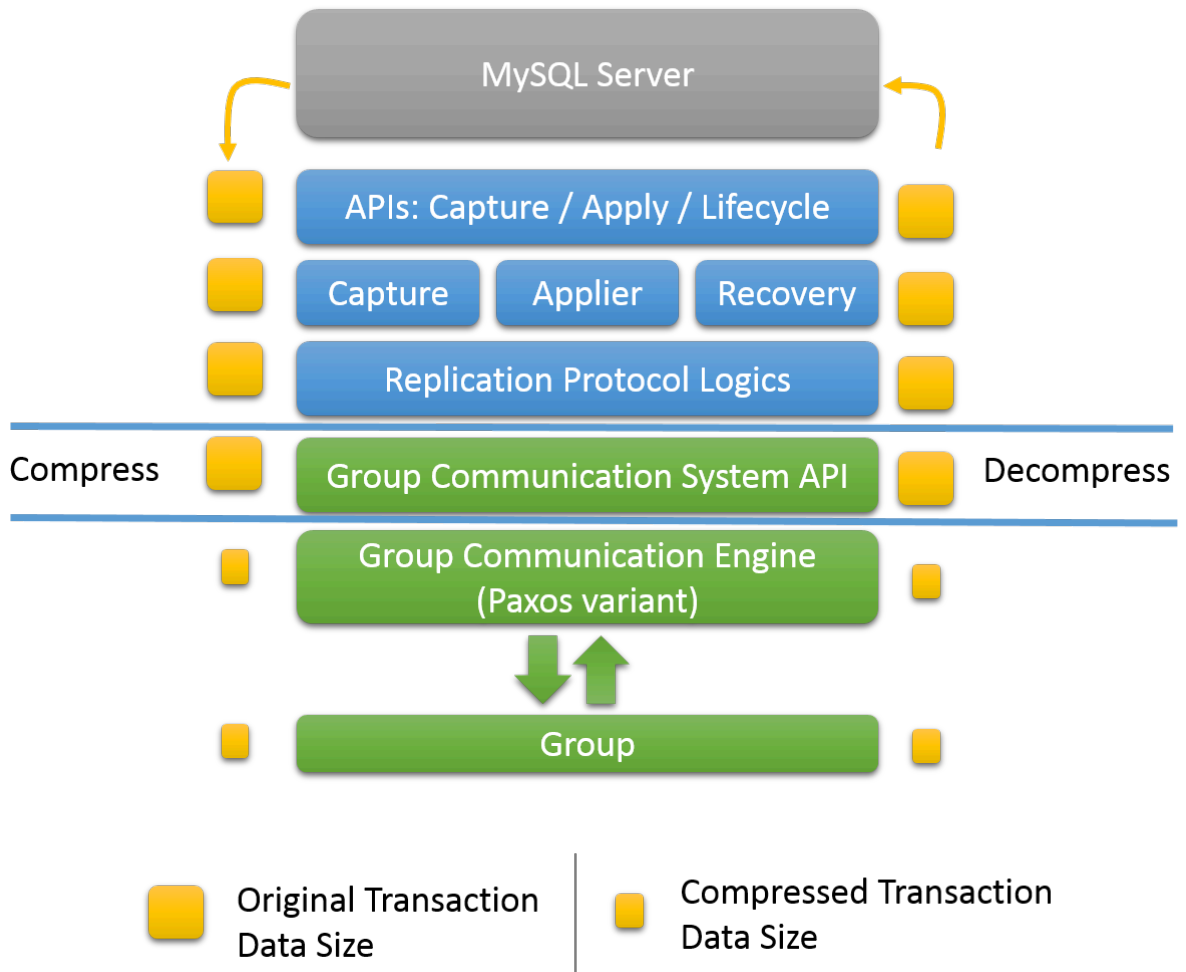 MySQL Server
APIs: Capture / Apply / Lifecycle
Capture
Applier
Recovery
Replication Protocol Logics
Compress
Group Communication System API
Decompress
Group Communication Engine
(Paxos variant)
Group
Original Transaction
Data Size
Compressed Transaction
Data Size